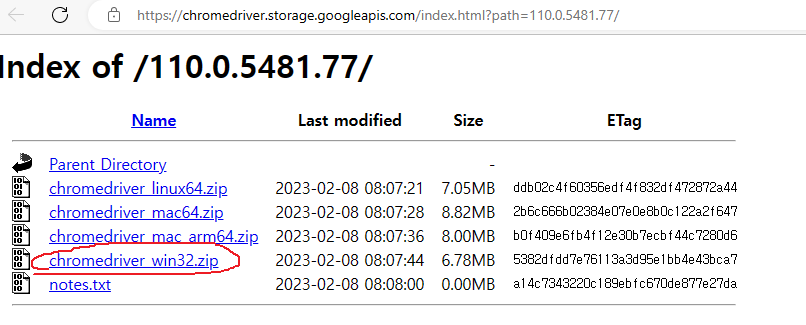 https://chromedriver.storage.googleapis.com/index.html?path=110.0.5481.77/
Index of /110.0.5481.77/
Name Last modified Size ETag
Parent Directory -
chromedriver_linux64.zip 2023-02-08 08:07:21 7.05MB ddb02c4f60356edf4f832df472872a44
chromedriver_mac64.zip 2023-02-08 08:07:28 8.82MB 2b6c666b02384e07e0e8b0c122a2f647
chromedriver_mac_arm64.zip 2023-02-08 08:07:36 8.00MB b0f409e6fb4f12e30b7ecbf44c7280d6
chromedriver_win32.zip 2023-02-08 08:07:44 6.78MB 5382dfdd7e76113a3d95e1bb4e43bca7
notes.txt 2023-02-08 08:08:00 0.00MB a14c7343220c189ebfc670de877e27da